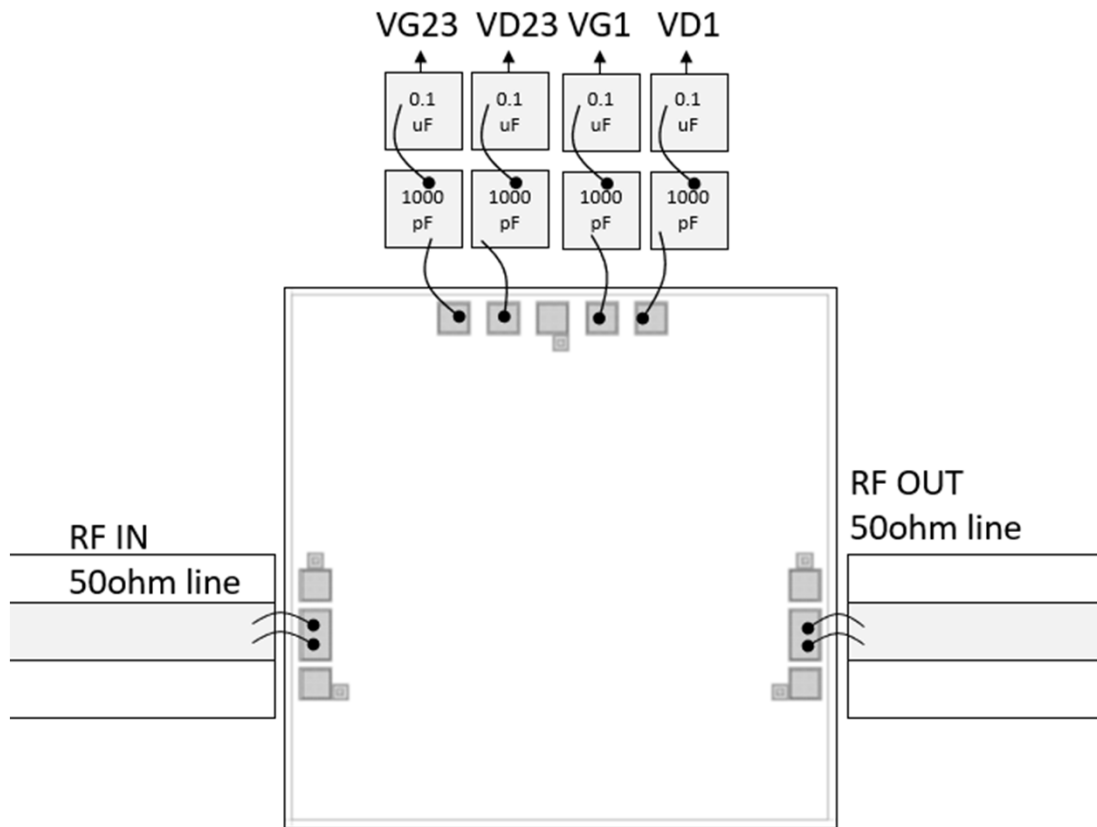 VG23 VD23 VG1 VD1
0.1 0.1 0.1 0.1
uF uF uF uF
1000 1000 1000 1000
pF pF pF pF
RF OUT
50ohm line
RF IN
50ohm line